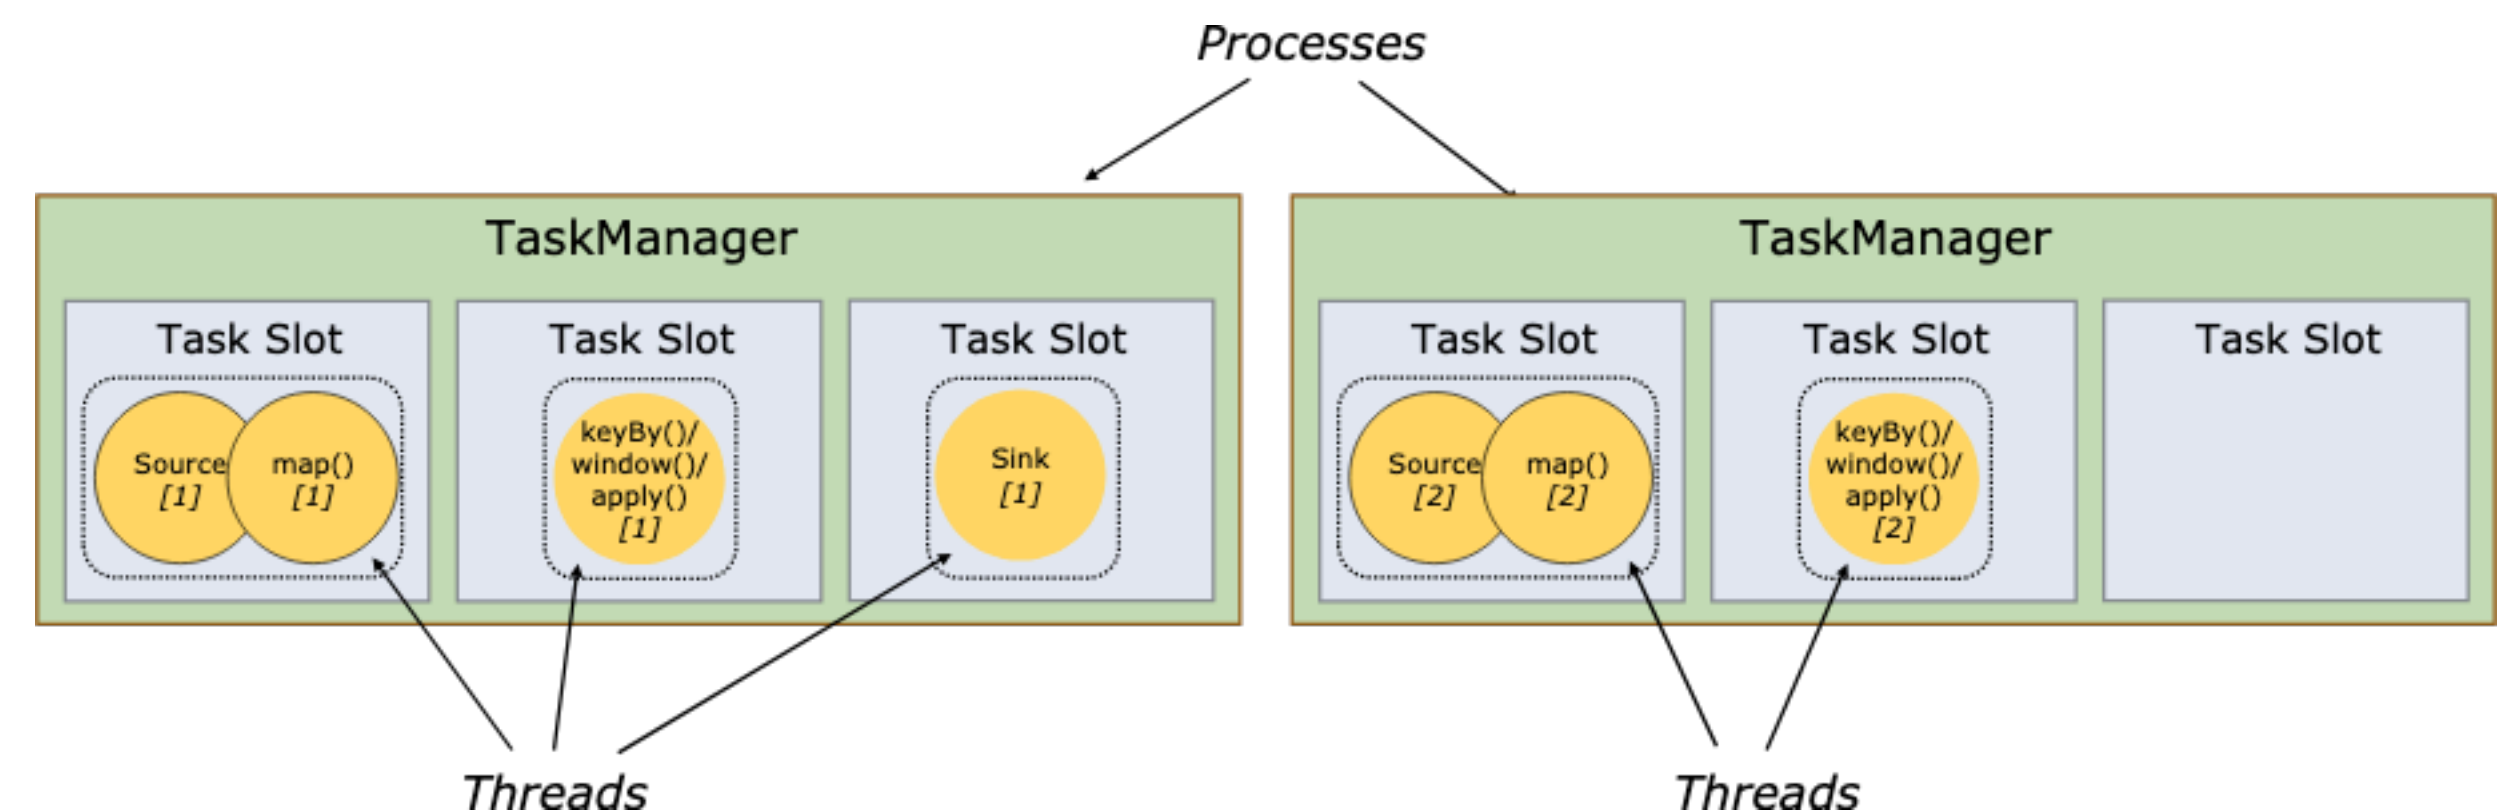 Processes
TaskManager
Task Slot
Source
[1]
map()
[1]
Task Slot
keyBy()/
window()/
apply()
[1]
Task Slot
Sink
[1]
TaskManager
Task Slot
Source
[2]
map()
[2]
Task Slot
keyBy()/
window()/
apply()
[2]
Task Slot
Threads
Threads